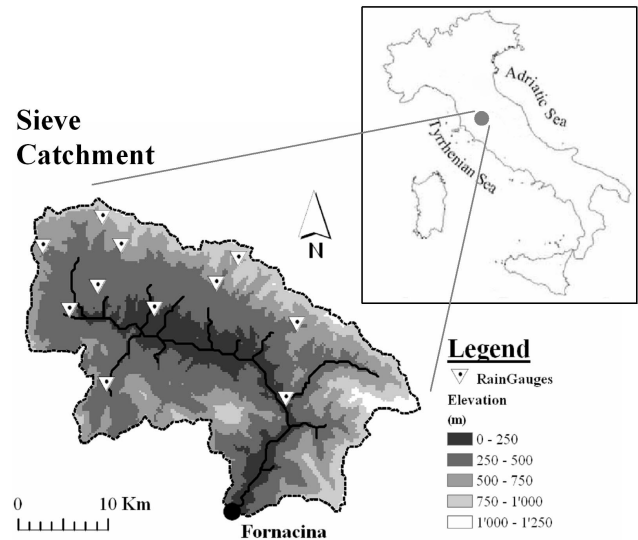 Sieve
Catchment
Adriatic Sea
Tyrrhenian Sea
N
Legend
RainGauges
Elevation
(m)
0 - 250
250 - 500
500 - 750
750 - 1'000
1'000 - 1'250
0 10 Km
Fornacina